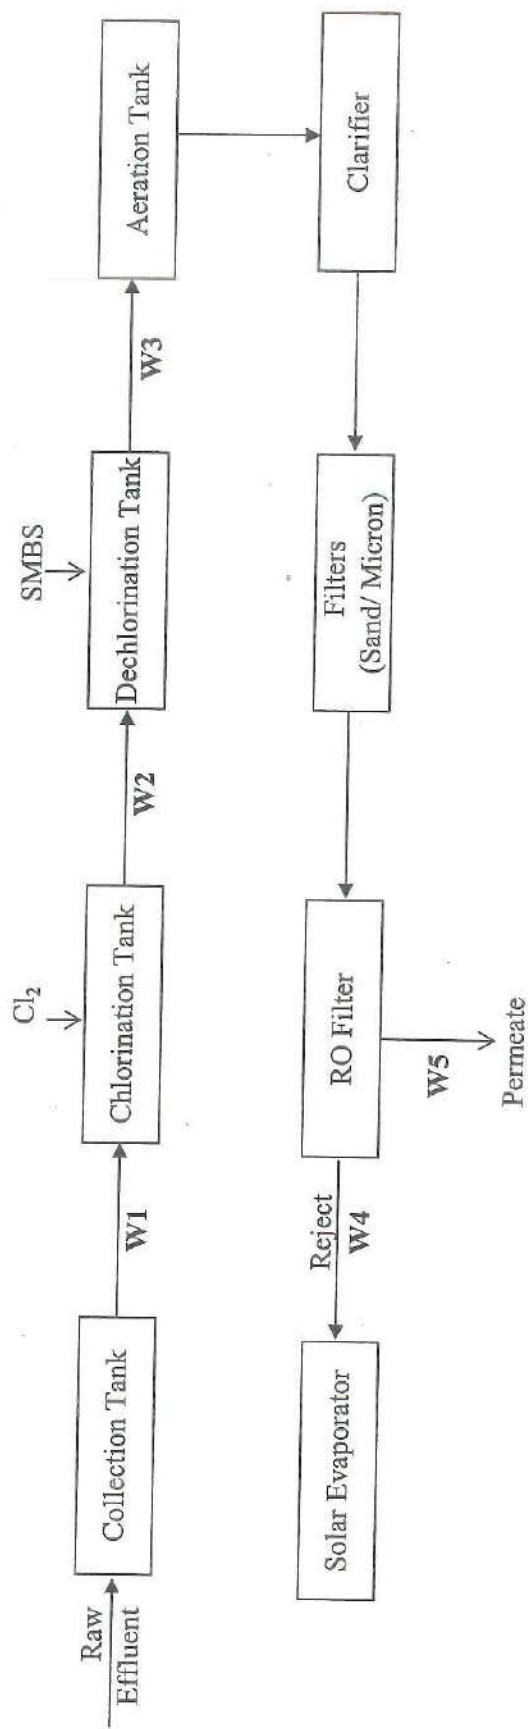 Raw
Effluent
Collection Tank
W1
Cl₂
Chlorination Tank
W2
SMBS
Dechlorination Tank
W3
Aeration Tank
Clarifier
Filters
(Sand/ Micron)
RO Filter
W5
Permeate
Reject
W4
Solar Evaporator